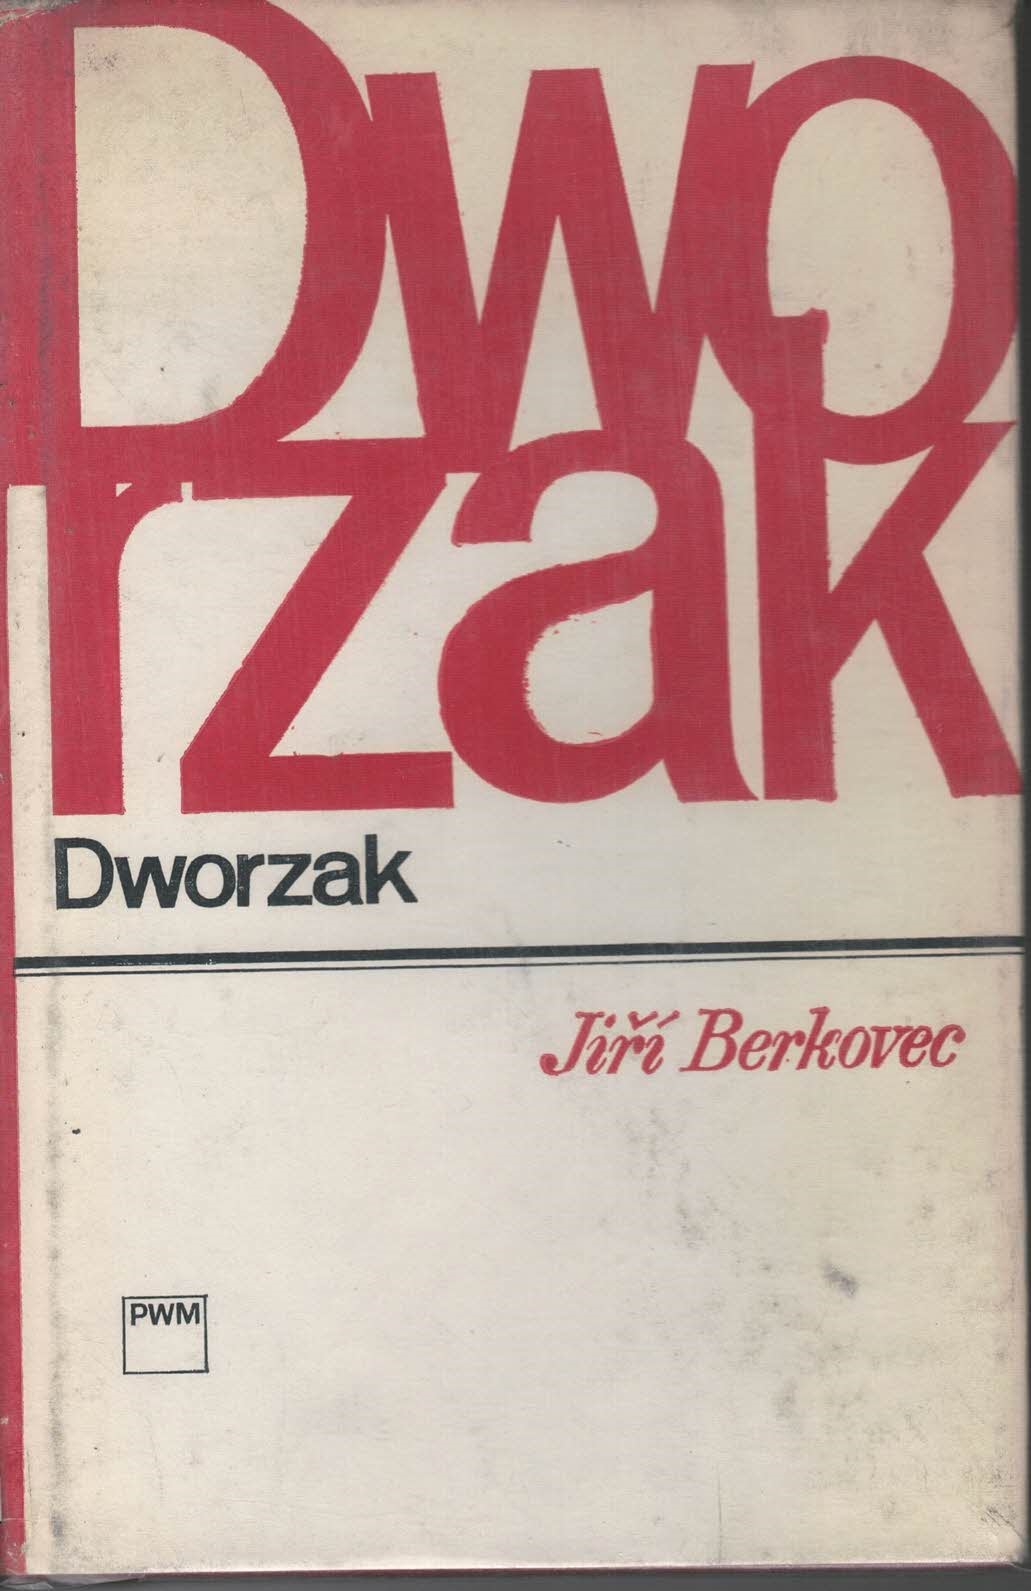 Dwo
rzak
Dworzak
Jiří Berkovec
PWM